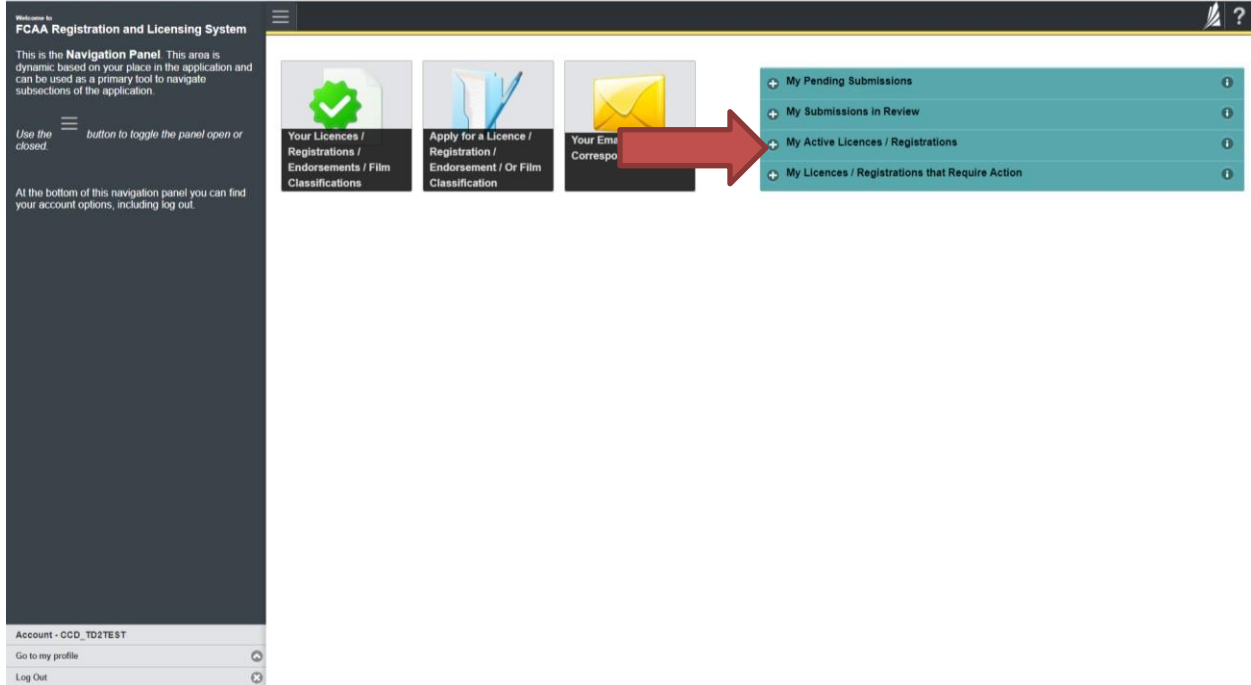 Welcome to
FCAA Registration and Licensing System
This is the Navigation Panel. This area is
dynamic based on your place in the application and
can be used as a primary tool to navigate
subsections of the application.
Use the button to toggle the panel open or
closed.
At the bottom of this navigation panel you can find
your account options, including log out.
Account - CCD_TD2TEST
Go to my profile
Log Out
?
Your Licences /
Registrations /
Endorsements / Film
Classifications
Apply for a Licence /
Registration /
Endorsement / Or Film
Classification
Your
My Pending Submissions
My Submissions in Review
My Active Licences / Registrations
My Licences / Registrations that Require Action